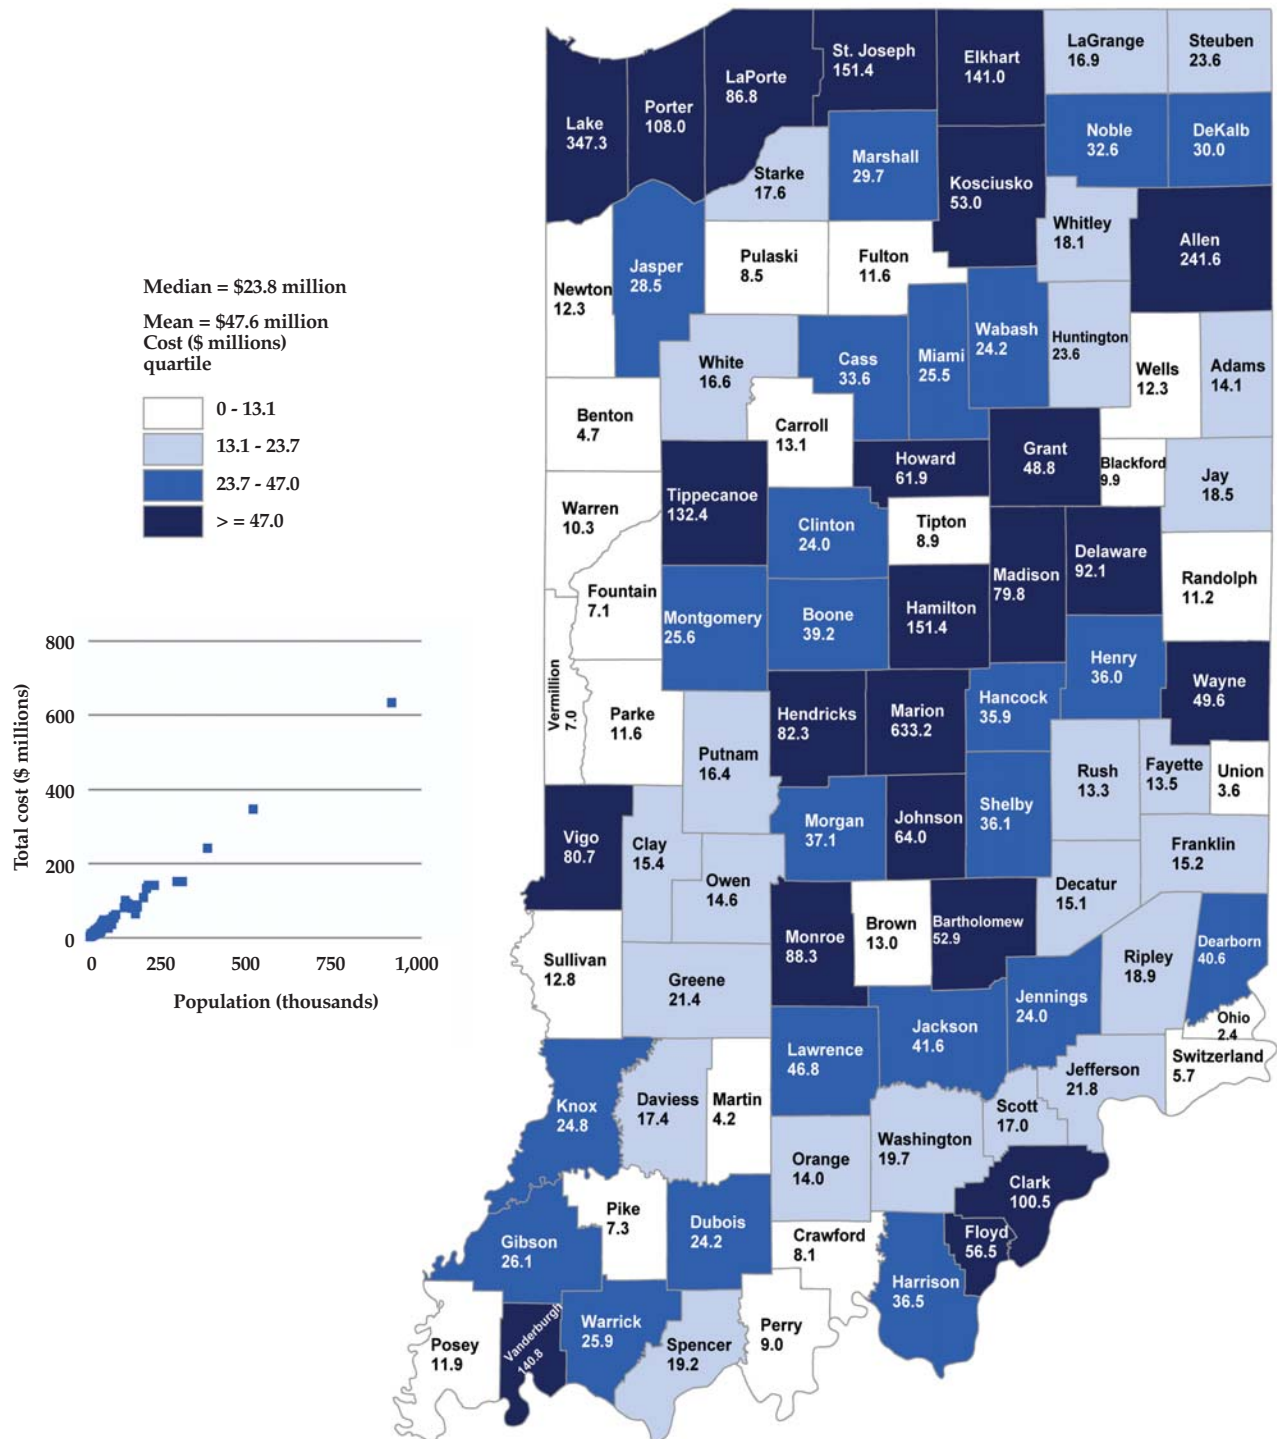 Median = $23.8 million
Mean = $47.6 million
Cost ($ millions)
quartile
0 - 13.1
13.1 - 23.7
23.7 - 47.0
> = 47.0
Total cost ($ millions)
800
600
400
200
0
0 250 500 750 1,000
Population (thousands)
Lake
347.3
Porter
108.0
LaPorte
86.8
St. Joseph
151.4
Elkhart
141.0
LaGrange
16.9
Steuben
23.6
Noble
32.6
DeKalb
30.0
Starke
17.6
Marshall
29.7
Kosciusko
53.0
Whitley
18.1
Allen
241.6
Newton
12.3
Jasper
28.5
Pulaski
8.5
Fulton
11.6
White
16.6
Cass
33.6
Miami
25.5
Wabash
24.2
Huntington
23.6
Wells
12.3
Adams
14.1
Benton
4.7
Carroll
13.1
Howard
61.9
Grant
48.8
Blackford
9.9
Jay
18.5
Warren
10.3
Tippecanoe
132.4
Clinton
24.0
Tipton
8.9
Madison
79.8
Delaware
92.1
Randolph
11.2
Fountain
7.1
Montgomery
25.6
Boone
39.2
Hamilton
151.4
Henry
36.0
Wayne
49.6
Vermillion
7.0
Parke
11.6
Putnam
16.4
Hendricks
82.3
Marion
633.2
Hancock
35.9
Rush
13.3
Fayette
13.5
Union
3.6
Vigo
80.7
Clay
15.4
Owen
14.6
Morgan
37.1
Johnson
64.0
Shelby
36.1
Decatur
15.1
Franklin
15.2
Sullivan
12.8
Greene
21.4
Monroe
88.3
Brown
13.0
Bartholomew
52.9
Jennings
24.0
Ripley
18.9
Dearborn
40.6
Ohio
2.4
Switzerland
5.7
Knox
24.8
Daviess
17.4
Martin
4.2
Lawrence
46.8
Jackson
41.6
Jefferson
21.8
Scott
17.0
Washington
19.7
Orange
14.0
Clark
100.5
Floyd
56.5
Gibson
26.1
Pike
7.3
Dubois
24.2
Crawford
8.1
Harrison
36.5
Posey
11.9
Vanderburgh
140.8
Warrick
25.9
Spencer
19.2
Perry
9.0